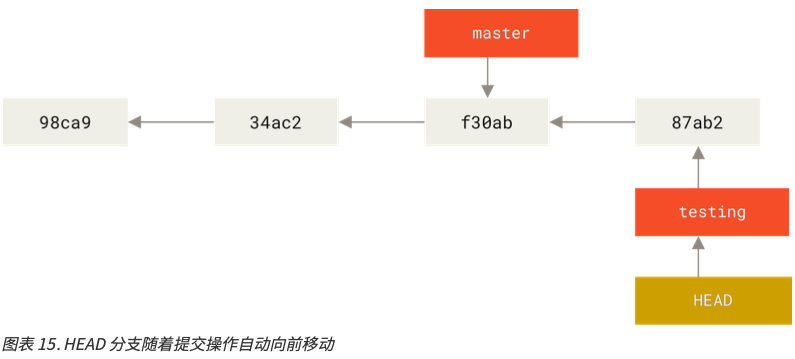 master
98ca9
34ac2
f30ab
87ab2
testing
HEAD
图表 15. HEAD 分支随着提交操作自动向前移动